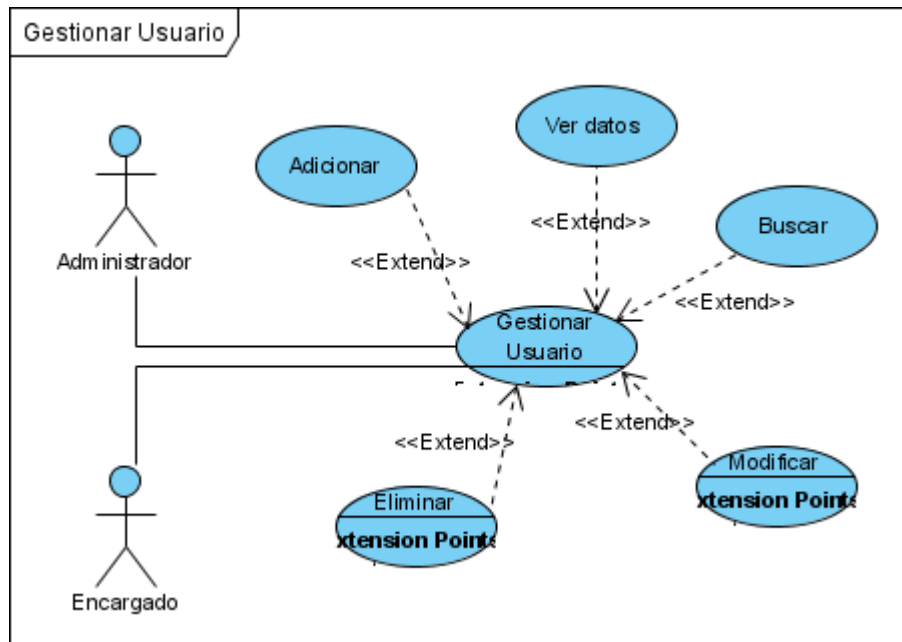 Gestionar Usuario
Ver datos
Adicionar
<<Extend>>
Buscar
Administrador
<<Extend>>
<<Extend>>
Gestionar
Usuario
<<Extend>>
<<Extend>>
Modificar
xtension Points
Eliminar
xtension Points
Encargado